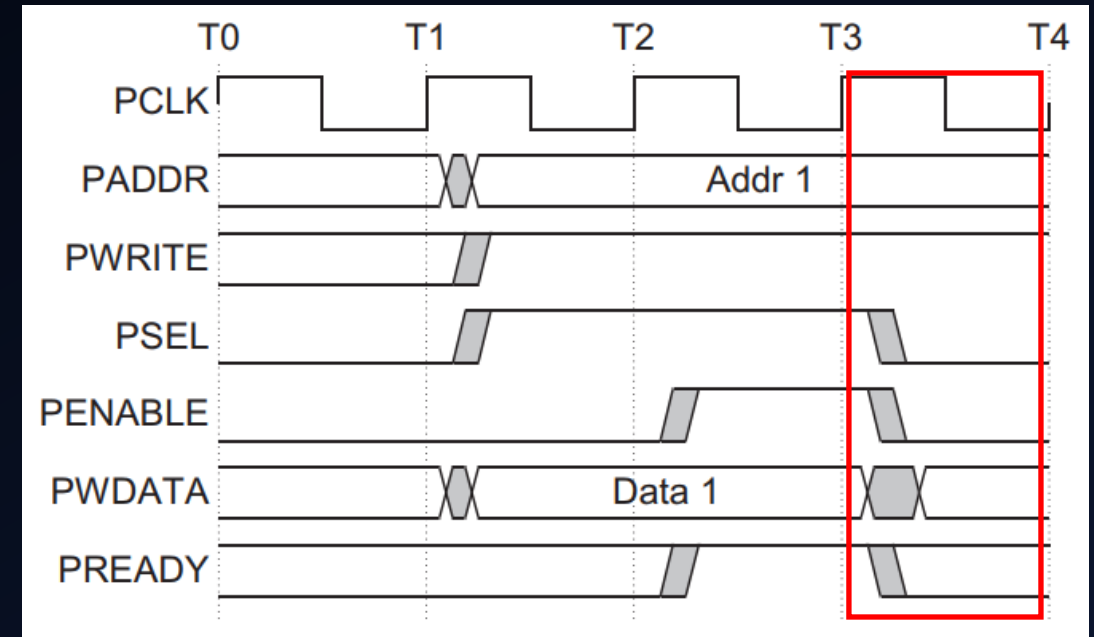 T0 T1 T2 T3 T4
PCLK
PADDR Addr 1
PWRITE
PSEL
PENABLE
PWDATA Data 1
PREADY